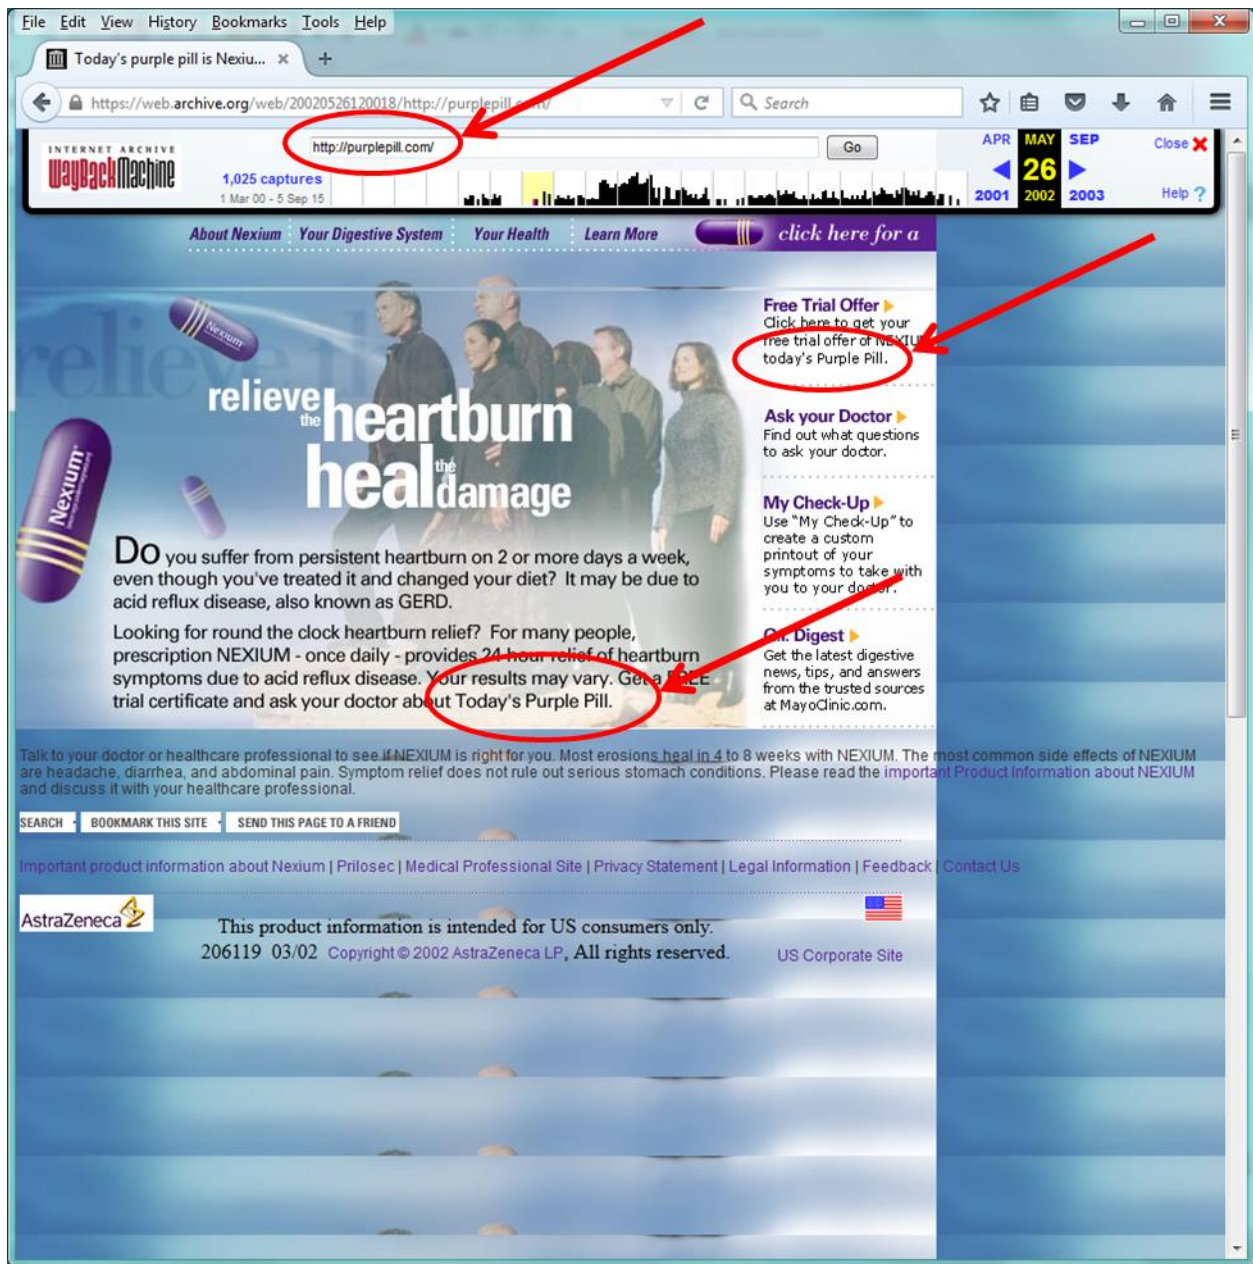 File Edit View History Bookmarks Tools Help
Today's purple pill is Nexiu... × +
https://web.archive.org/web/20020526120018/http://purplepill.com/ Search
INTERNET ARCHIVE
WayBackMachine
http://purplepill.com/ Go
1,025 captures
1 Mar 00 - 5 Sep 15
APR MAY SEP
26
2001 2002 2003
Close
Help ?
About Nexium Your Digestive System Your Health Learn More click here for a
relieve th
Nexium
Nexium
relieve
the heartburn
heal the
damage
Do you suffer from persistent heartburn on 2 or more days a week,
even though you've treated it and changed your diet? It may be due to
acid reflux disease, also known as GERD.
Looking for round the clock heartburn relief? For many people,
prescription NEXIUM - once daily - provides 24 hour relief of heartburn
symptoms due to acid reflux disease. Your results may vary. Get a FREE
trial certificate and ask your doctor about Today's Purple Pill.
Free Trial Offer
Click here to get your
free trial offer of NEXIU
today's Purple Pill.
Ask your Doctor
Find out what questions
to ask your doctor.
My Check-Up
Use "My Check-Up" to
create a custom
printout of your
symptoms to take with
you to your doctor.
G.I. Digest
Get the latest digestive
news, tips, and answers
from the trusted sources
at MayoClinic.com.
Talk to your doctor or healthcare professional to see if NEXIUM is right for you. Most erosions heal in 4 to 8 weeks with NEXIUM. The most common side effects of NEXIUM
are headache, diarrhea, and abdominal pain. Symptom relief does not rule out serious stomach conditions. Please read the important Product Information about NEXIUM
and discuss it with your healthcare professional.
SEARCH · BOOKMARK THIS SITE · SEND THIS PAGE TO A FRIEND
Important product information about Nexium | Prilosec | Medical Professional Site | Privacy Statement | Legal Information | Feedback | Contact Us
AstraZeneca
This product information is intended for US consumers only.
206119 03/02 Copyright © 2002 AstraZeneca LP, All rights reserved.
US Corporate Site